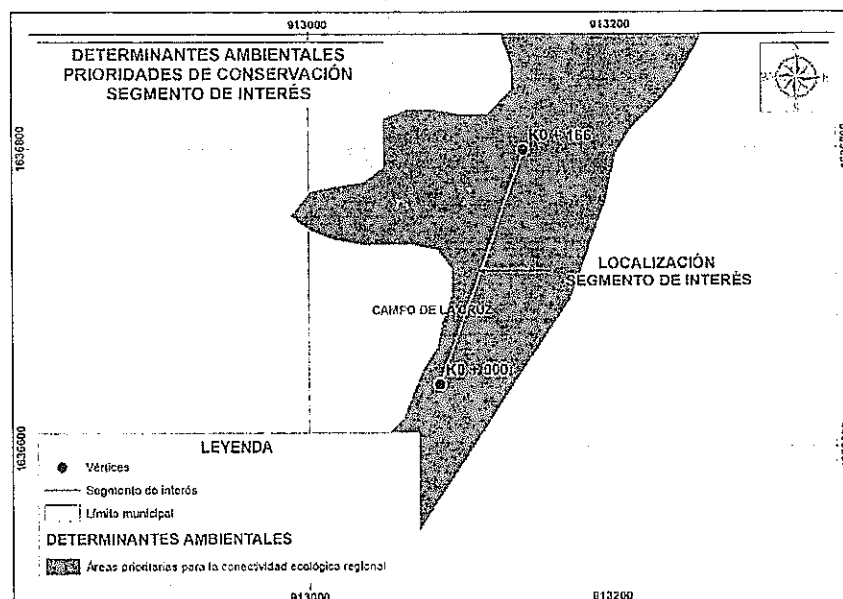 913000
913200
DETERMINANTES AMBIENTALES
PRIORIDADES DE CONSERVACIÓN
SEGMENTO DE INTERÉS
S
1636800
K0+166
LOCALIZACIÓN
SEGMENTO DE INTERÉS
CAMPO DE LA CRUZ
K0+000
1636600
LEYENDA
Vértices
Segmento de interés
Límite municipal
DETERMINANTES AMBIENTALES
Áreas prioritarias para la conectividad ecológica regional
913000
913200